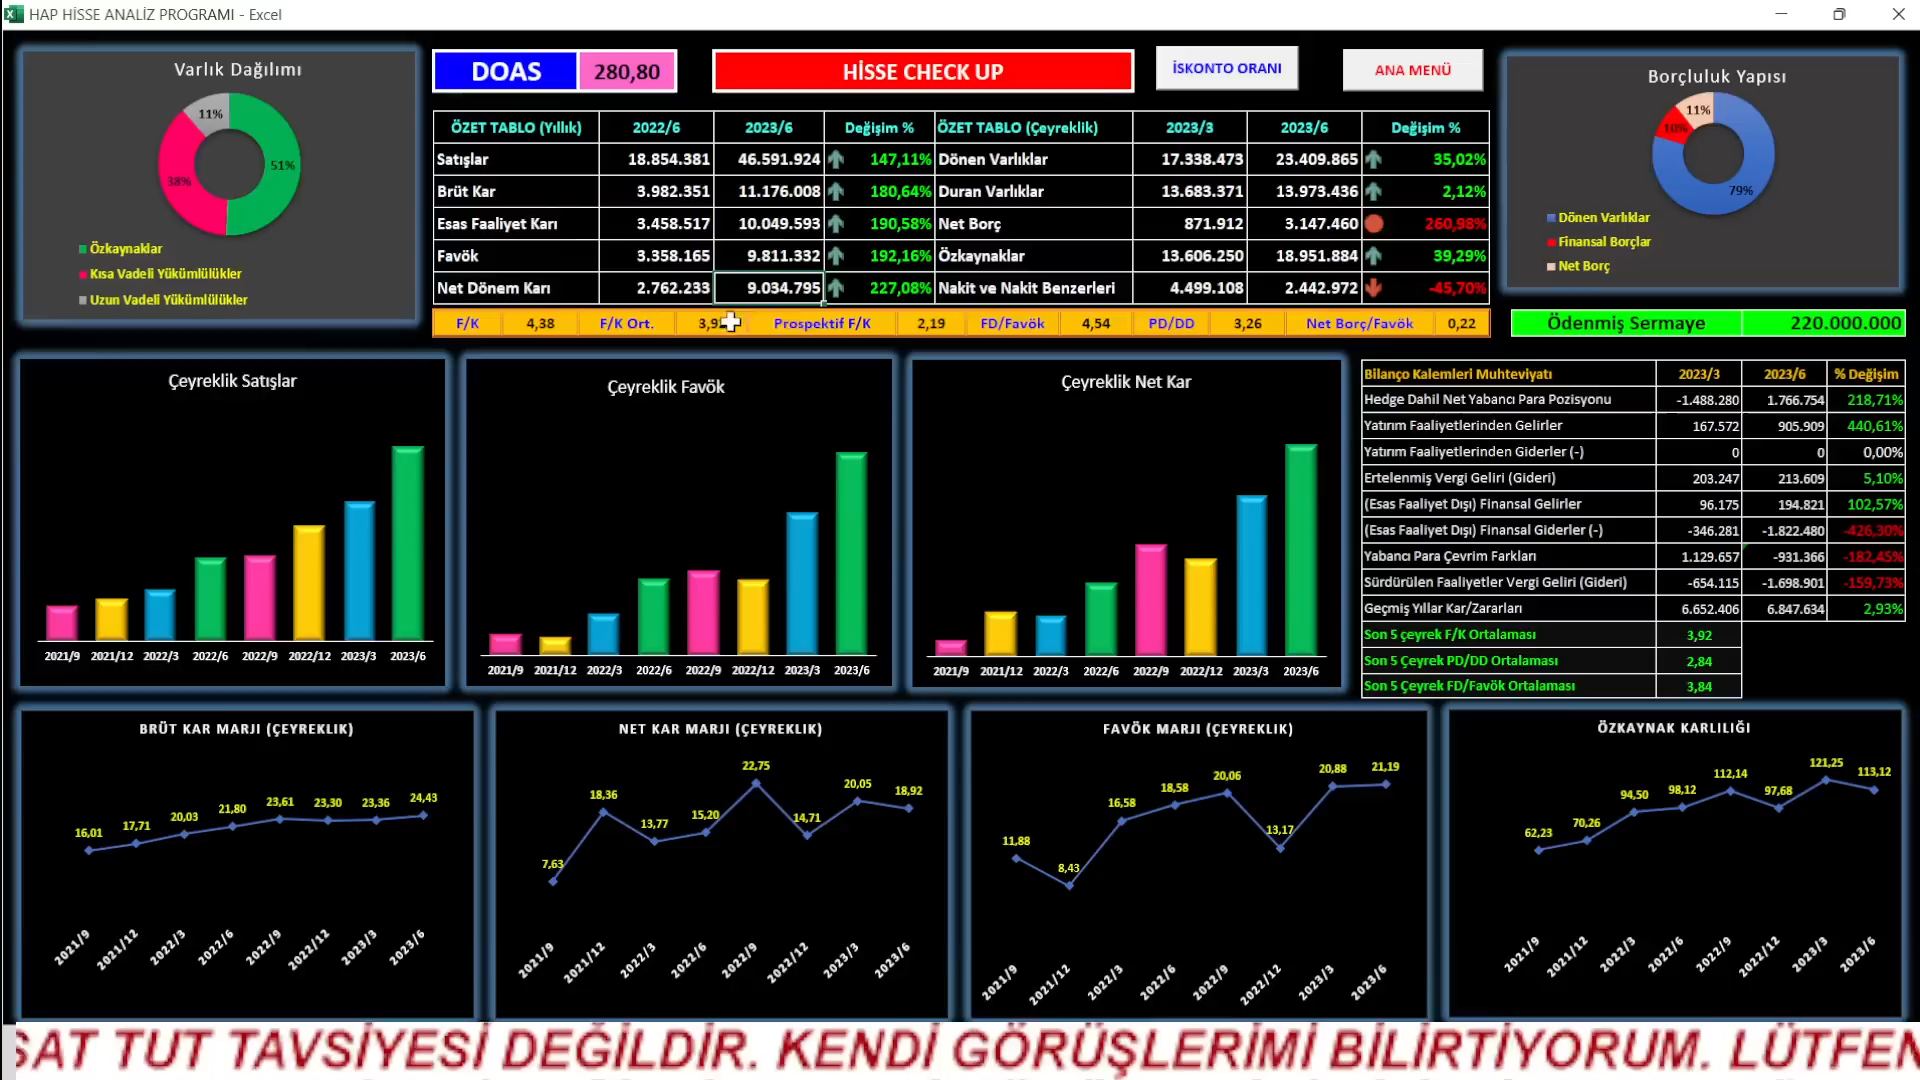 HAP HİSSE ANALİZ PROGRAMI - Excel
Varlık Dağılımı
11%
51%
38%
Özkaynaklar
Kısa Vadeli Yükümlülükler
Uzun Vadeli Yükümlülükler
DOAS 280,80 HİSSE CHECK UP İSKONTO ORANI ANA MENÜ
ÖZET TABLO (Yıllık) 2022/6 2023/6 Değişim % ÖZET TABLO (Çeyreklik) 2023/3 2023/6 Değişim %
Satışlar 18.854.381 46.591.924 147,11% Dönen Varlıklar 17.338.473 23.409.865 35,02%
Brüt Kar 3.982.351 11.176.008 180,64% Duran Varlıklar 13.683.371 13.973.436 2,12%
Esas Faaliyet Karı 3.458.517 10.049.593 190,58% Net Borç 871.912 3.147.460 260,98%
Favök 3.358.165 9.811.332 192,16% Özkaynaklar 13.606.250 18.951.884 39,29%
Net Dönem Karı 2.762.233 9.034.795 227,08% Nakit ve Nakit Benzerleri 4.499.108 2.442.972 -45,70%
F/K 4,38 F/K Ort. Prospektif F/K 2,19 FD/Favök 4,54 PD/DD 3,26 Net Borç/Favök 0,22
Borçluluk Yapısı
11%
10%
79%
Dönen Varlıklar
Finansal Borçlar
Net Borç
Ödenmiş Sermaye 220.000.000
Çeyreklik Satışlar
2021/9 2021/12 2022/3 2022/6 2022/9 2022/12 2023/3 2023/6
Çeyreklik Favök
2021/9 2021/12 2022/3 2022/6 2022/9 2022/12 2023/3 2023/6
Çeyreklik Net Kar
2021/9 2021/12 2022/3 2022/6 2022/9 2022/12 2023/3 2023/6
Bilanço Kalemleri Muhteviyatı 2023/3 2023/6 % Değişim
Hedge Dahil Net Yabancı Para Pozisyonu -1.488.280 1.766.754 218,71%
Yatırım Faaliyetlerinden Gelirler 167.572 905.909 440,61%
Yatırım Faaliyetlerinden Giderler (-) 0 0 0,00%
Ertelenmiş Vergi Geliri (Gideri) 203.247 213.609 5,10%
(Esas Faaliyet Dışı) Finansal Gelirler 96.175 194.821 102,57%
(Esas Faaliyet Dışı) Finansal Giderler (-) -346.281 -1.822.480 -426,30%
Yabancı Para Çevrim Farkları 1.129.657 -931.366 -182,45%
Sürdürülen Faaliyetler Vergi Geliri (Gideri) -654.115 -1.698.901 -159,73%
Geçmiş Yıllar Kar/Zararları 6.652.406 6.847.634 2,93%
Son 5 çeyrek F/K Ortalaması 3,92
Son 5 Çeyrek PD/DD Ortalaması 2,84
Son 5 Çeyrek FD/Favök Ortalaması 3,84
BRÜT KAR MARJI (ÇEYREKLIK)
16,01 17,71 20,03 21,80 23,61 23,30 23,36 24,43
2021/9 2021/12 2022/3 2022/6 2022/9 2022/12 2023/3 2023/6
NET KAR MARJI (ÇEYREKLIK)
7,63 18,36 13,77 15,20 22,75 14,71 20,05 18,92
2021/9 2021/12 2022/3 2022/6 2022/9 2022/12 2023/3 2023/6
FAVÖK MARJI (ÇEYREKLIK)
11,88 8,43 16,58 18,58 20,06 13,17 20,88 21,19
2021/9 2021/12 2022/3 2022/6 2022/9 2022/12 2023/3 2023/6
ÖZKAYNAK KARLILIĞI
62,23 70,26 94,50 98,12 112,14 97,68 121,25 113,12
2021/9 2021/12 2022/3 2022/6 2022/9 2022/12 2023/3 2023/6
SAT TUT TAVSİYESİ DEĞİLDİR. KENDİ GÖRÜŞLERİMİ BİLİRTİYORUM. LÜTFEN